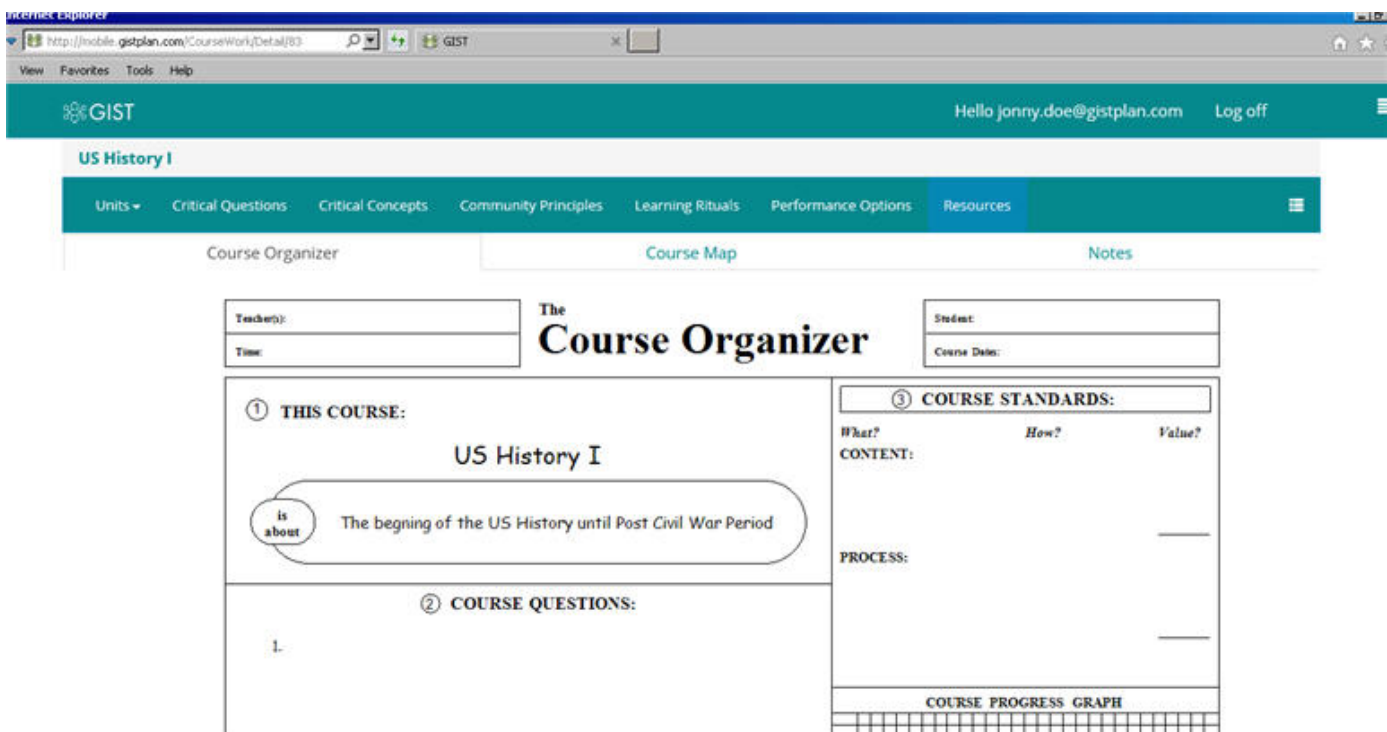 Internet Explorer
http://mobile.gistplan.com/CourseWork/Detail/83
GIST
View Favorites Tools Help
GIST
Hello jonny.doe@gistplan.com Log off
US History I
Units Critical Questions Critical Concepts Community Principles Learning Rituals Performance Options Resources
Course Organizer Course Map Notes
Teacher(s):
Time:
The
Course Organizer
Student:
Course Dates:
1 THIS COURSE:
US History I
is
about
The begning of the US History until Post Civil War Period
2 COURSE QUESTIONS:
1.
3 COURSE STANDARDS:
What? How? Value?
CONTENT:
PROCESS:
COURSE PROGRESS GRAPH